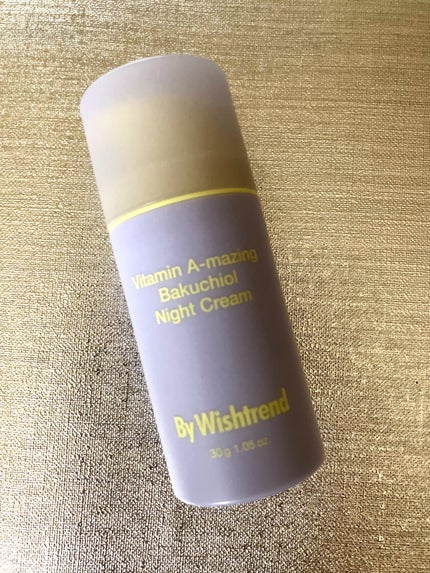 Vitamin A-mazing
Bakuchiol
Night Cream
By Wishtrend
30g 1.05 oz.